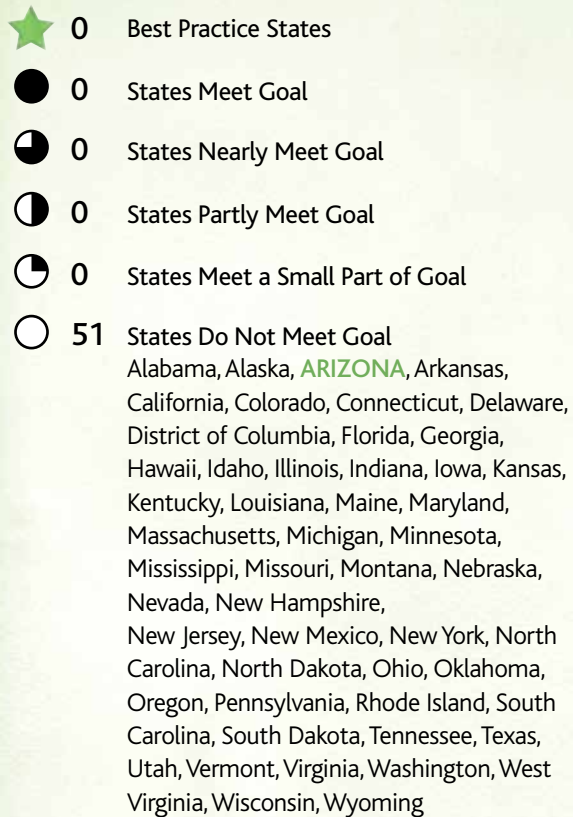 0 Best Practice States
0 States Meet Goal
0 States Nearly Meet Goal
0 States Partly Meet Goal
0 States Meet a Small Part of Goal
51 States Do Not Meet Goal
Alabama, Alaska, ARIZONA, Arkansas,
California, Colorado, Connecticut, Delaware,
District of Columbia, Florida, Georgia,
Hawaii, Idaho, Illinois, Indiana, Iowa, Kansas,
Kentucky, Louisiana, Maine, Maryland,
Massachusetts, Michigan, Minnesota,
Mississippi, Missouri, Montana, Nebraska,
Nevada, New Hampshire,
New Jersey, New Mexico, New York, North
Carolina, North Dakota, Ohio, Oklahoma,
Oregon, Pennsylvania, Rhode Island, South
Carolina, South Dakota, Tennessee, Texas,
Utah, Vermont, Virginia, Washington, West
Virginia, Wisconsin, Wyoming